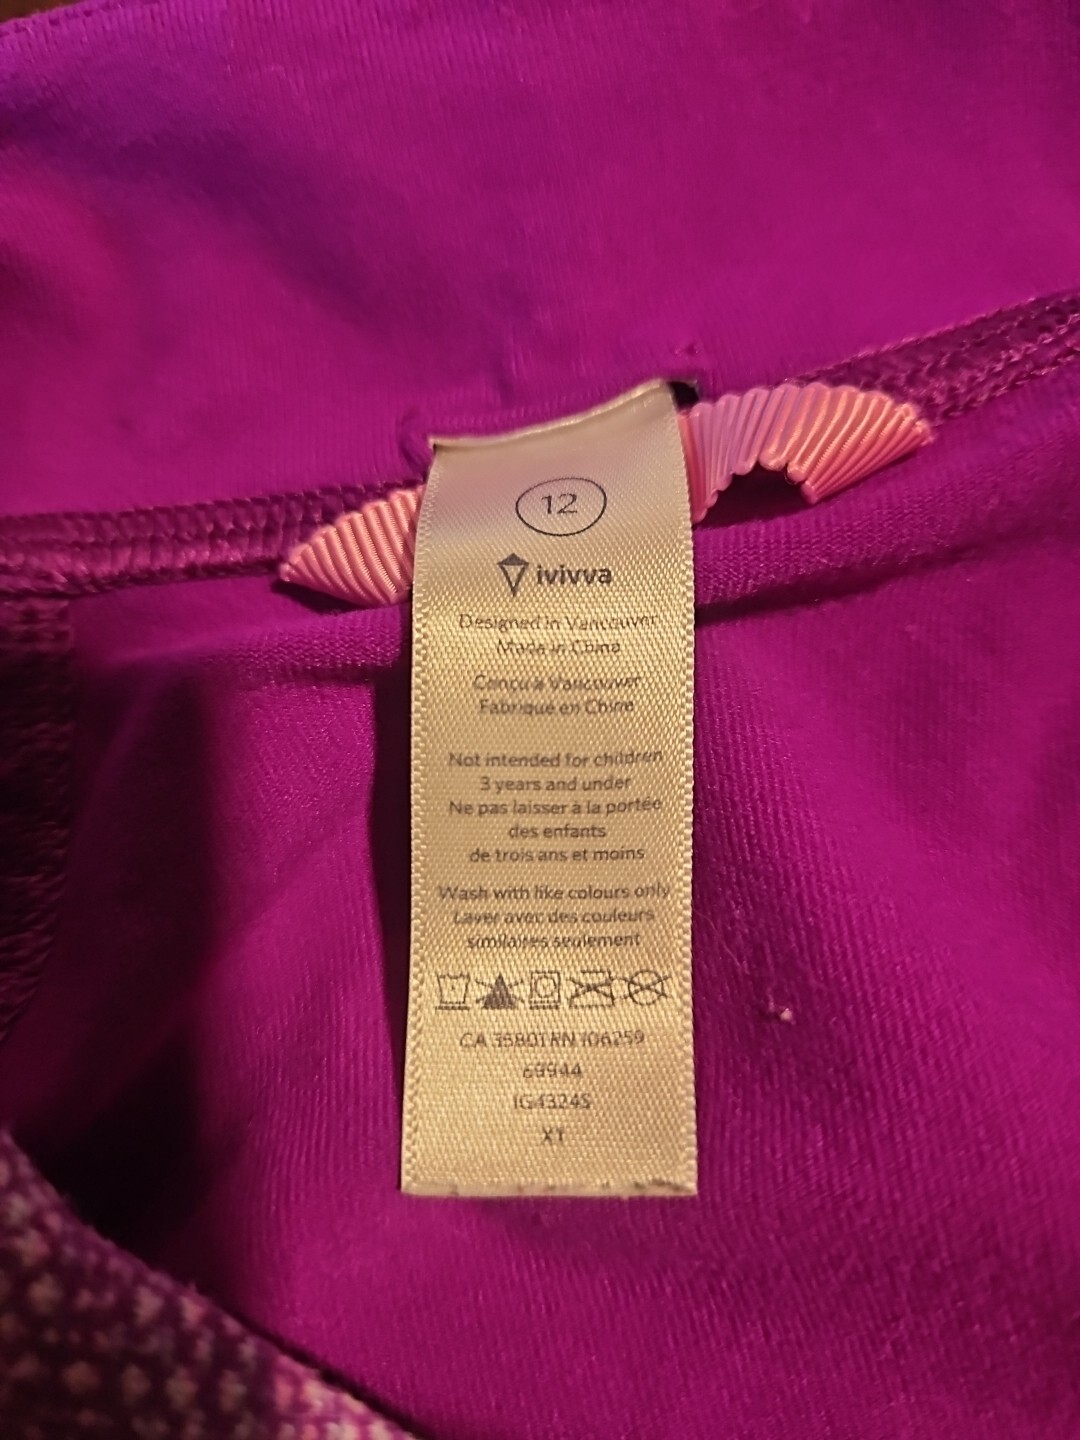 12
ivivva
Designed in Vancouver
Made in China
Conçu à Vancouver
Fabriqué en Chine
Not intended for children
3 years and under
Ne pas laisser à la portée
des enfants
de trois ans et moins
Wash with like colours only
Laver avec des couleurs
similaires seulement
CA 35801 RN 106259
69944
IG4324S
XT